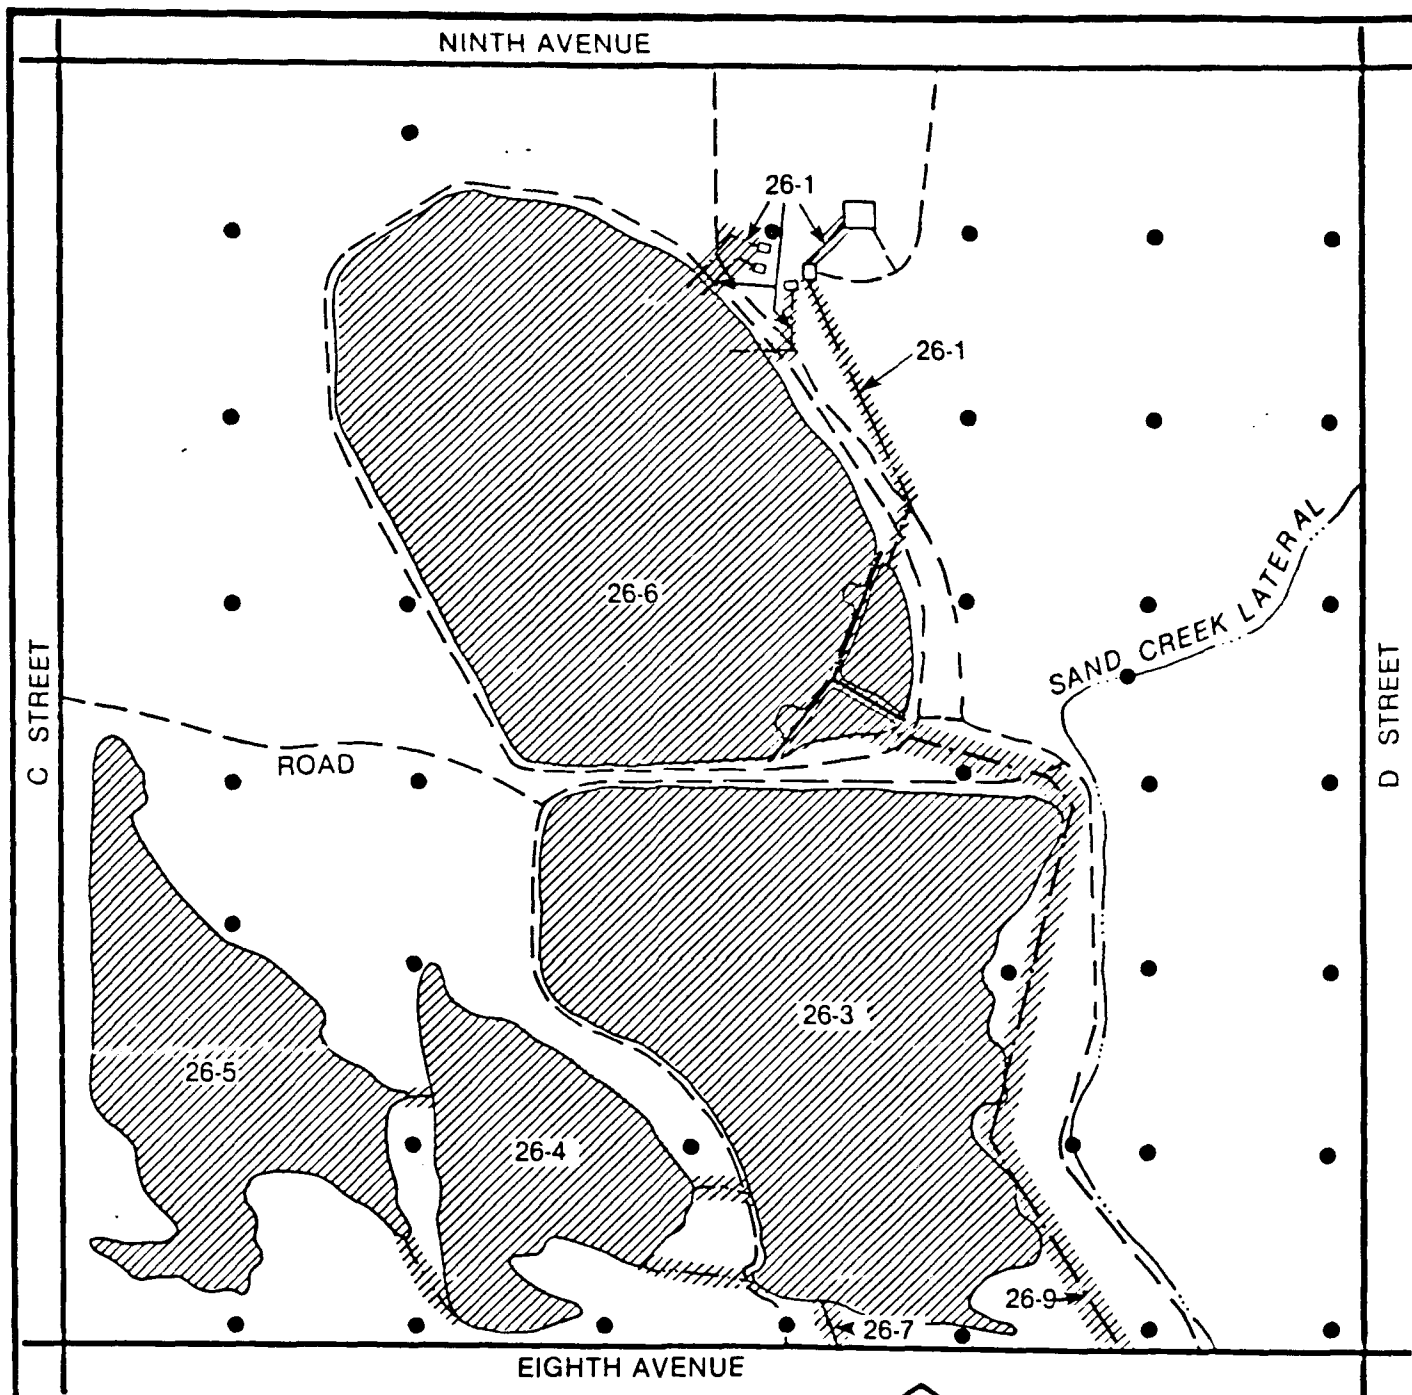 NINTH AVENUE
26-1
26-1
SAND CREEK LATERAL
26-6
C STREET
D STREET
ROAD
26-3
26-5
26-4
26-9
26-7
EIGHTH AVENUE